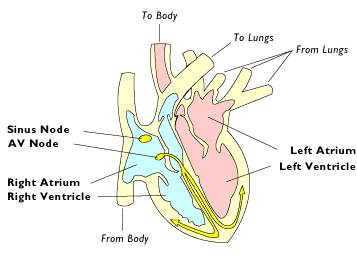 To Body
To Lungs
From Lungs
Sinus Node
AV Node
Left Atrium
Left Ventricle
Right Atrium
Right Ventricle
From Body